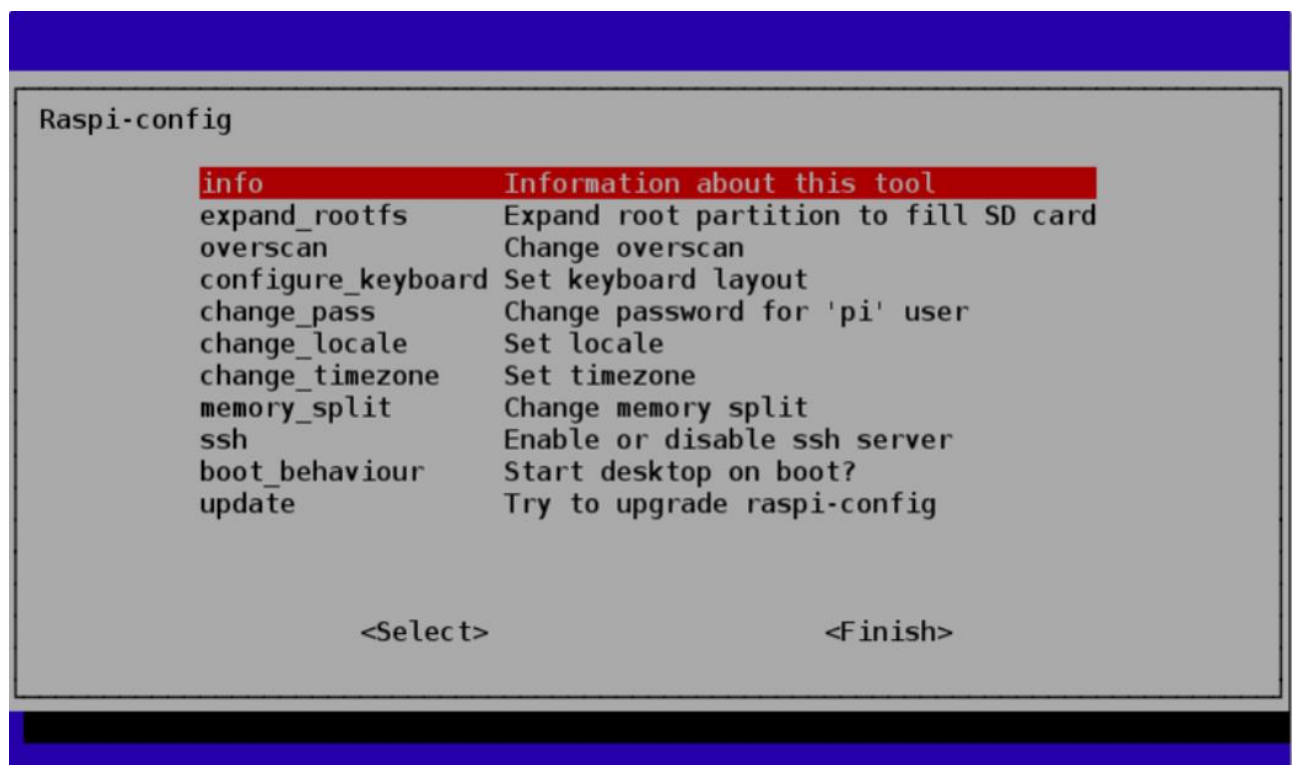 Raspi-config
info Information about this tool
expand_rootfs Expand root partition to fill SD card
overscan Change overscan
configure_keyboard Set keyboard layout
change_pass Change password for 'pi' user
change_locale Set locale
change_timezone Set timezone
memory_split Change memory split
ssh Enable or disable ssh server
boot_behaviour Start desktop on boot?
update Try to upgrade raspi-config
<Select> <Finish>